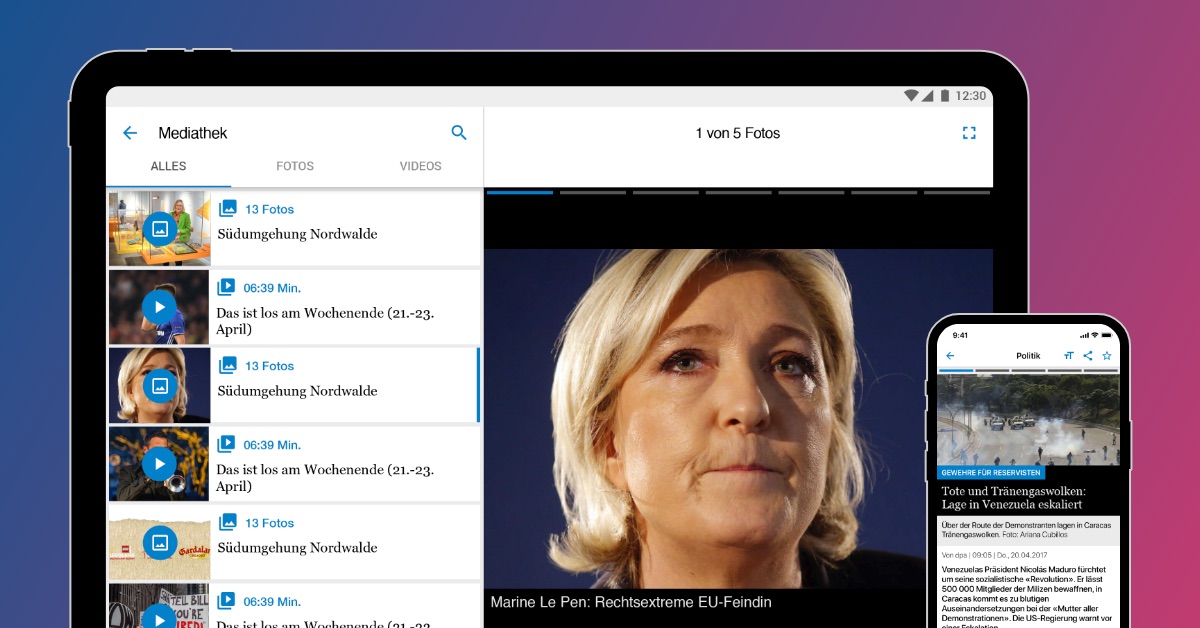 12:30
Mediathek
ALLES
FOTOS
VIDEOS
13 Fotos
Südumgehung Nordwalde
06:39 Min.
Das ist los am Wochenende (21.-23.
April)
13 Fotos
Südumgehung Nordwalde
06:39 Min.
Das ist los am Wochenende (21.-23.
April)
13 Fotos
Südumgehung Nordwalde
06:39 Min.
Das ist los am Wochenende (21.-23.
1 von 5 Fotos
Marine Le Pen: Rechtsextreme EU-Feindin
9:41
Politik
GEWEHRE FÜR RESERVISTEN
Tote und Tränengaswolken:
Lage in Venezuela eskaliert
Über der Route der Demonstranten lagen in Caracas
Tränengaswolken. Foto: Ariana Cubillos
Von dpa | 09:05 | Do., 20.04.2017
Venezuelas Präsident Nicolás Maduro fürchtet
um seine sozialistische «Revolution». Er lässt
500 000 Mitglieder der Milizen bewaffnen, in
Caracas kommt es zu blutigen
Auseinandersetzungen bei der «Mutter aller
Demonstrationen». Die US-Regierung warnt vor
einer Eskalation